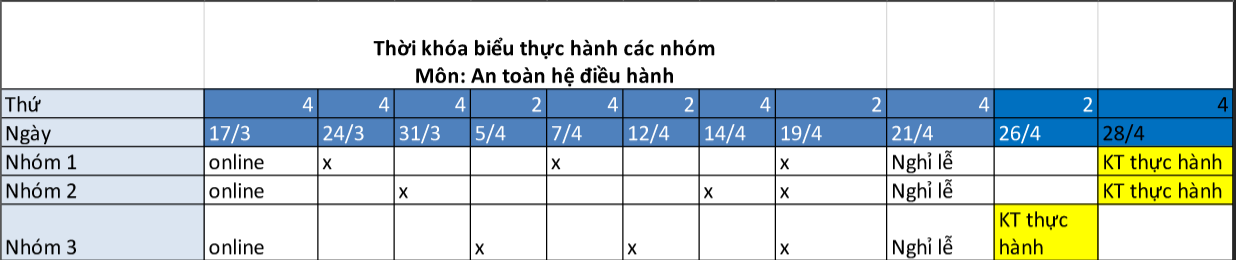 Thời khóa biểu thực hành các nhóm
Môn: An toàn hệ điều hành
Thứ 4 4 4 2 4 2 4 2 4 2 4
Ngày 17/3 24/3 31/3 5/4 7/4 12/4 14/4 19/4 21/4 26/4 28/4
Nhóm 1 online x x x Nghỉ lễ KT thực hành
Nhóm 2 online x x x Nghỉ lễ KT thực hành
KT thực
Nhóm 3 online x x x Nghỉ lễ hành